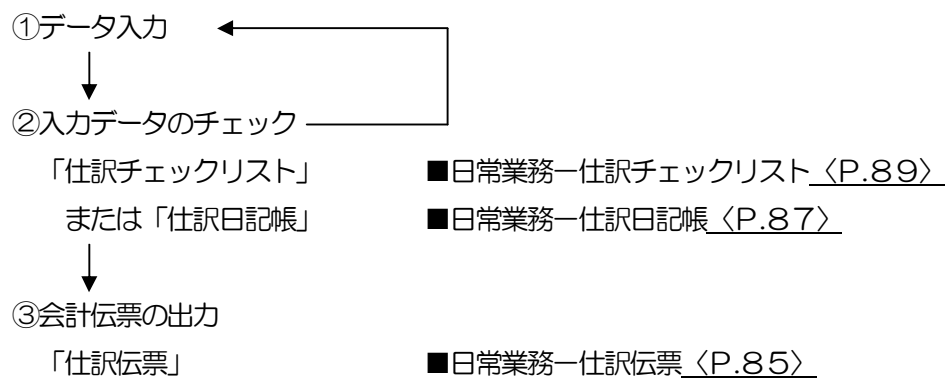 ①データ入力
②入力データのチェック
「仕訳チェックリスト」 ■日常業務ー仕訳チェックリスト〈P.89〉
または「仕訳日記帳」 ■日常業務ー仕訳日記帳〈P.87〉
③会計伝票の出力
「仕訳伝票」 ■日常業務ー仕訳伝票〈P.85〉